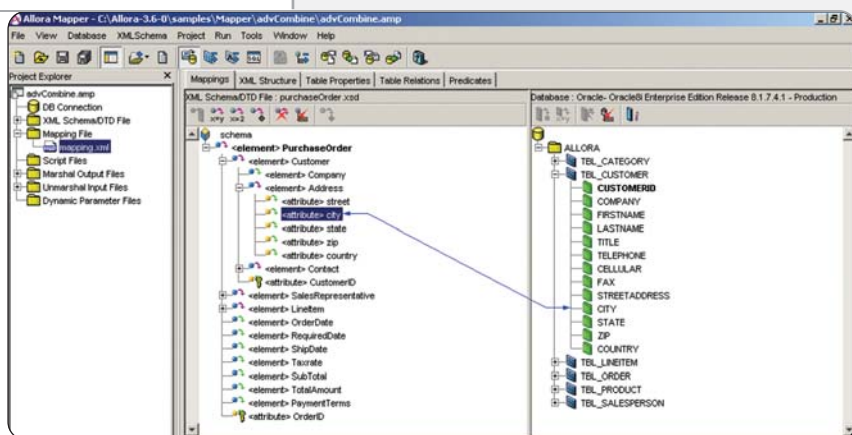 Allora Mapper - C:\Allora-3.6-0\samples\Mapper\advCombine\advCombine.amp
File View Database XMLSchema Project Run Tools Window Help
Project Explorer X
advCombine.amp
DB Connection
XML Schema/DTD File
Mapping File
mapping.xml
Script Files
Marshal Output Files
Unmarshal Input Files
Dynamic Parameter Files
Mappings XML Structure Table Properties Table Relations Predicates
XML Schema/DTD File : purchaseOrder.xsd
schema
<element> PurchaseOrder
<element> Customer
<element> Company
<element> Address
<attribute> street
<attribute> city
<attribute> state
<attribute> zip
<attribute> country
<element> Contact
<attribute> CustomerID
<element> SalesRepresentative
<element> LineItem
<element> OrderDate
<element> RequiredDate
<element> ShipDate
<element> Taxrate
<element> SubTotal
<element> TotalAmount
<element> PaymentTerms
<attribute> OrderID
Database : Oracle- Oracle8i Enterprise Edition Release 8.1.7.4.1 - Production
ALLORA
TBL_CATEGORY
TBL_CUSTOMER
CUSTOMERID
COMPANY
FIRSTNAME
LASTNAME
TITLE
TELEPHONE
CELLULAR
FAX
STREETADDRESS
CITY
STATE
ZIP
COUNTRY
TBL_LINEITEM
TBL_ORDER
TBL_PRODUCT
TBL_SALESPERSON